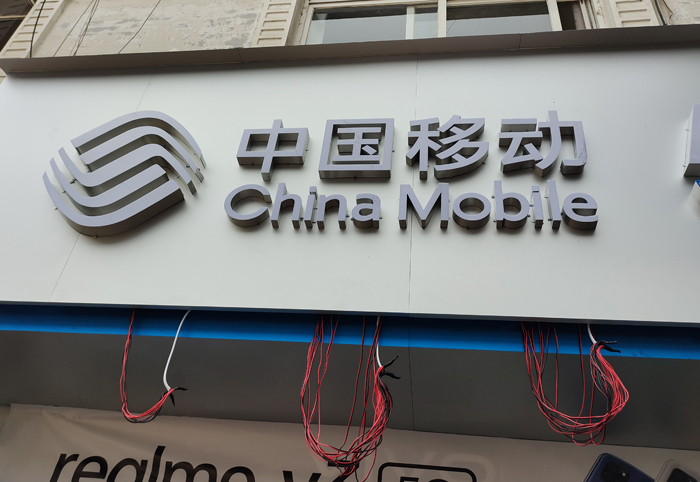 中国移动
China Mobile
realme